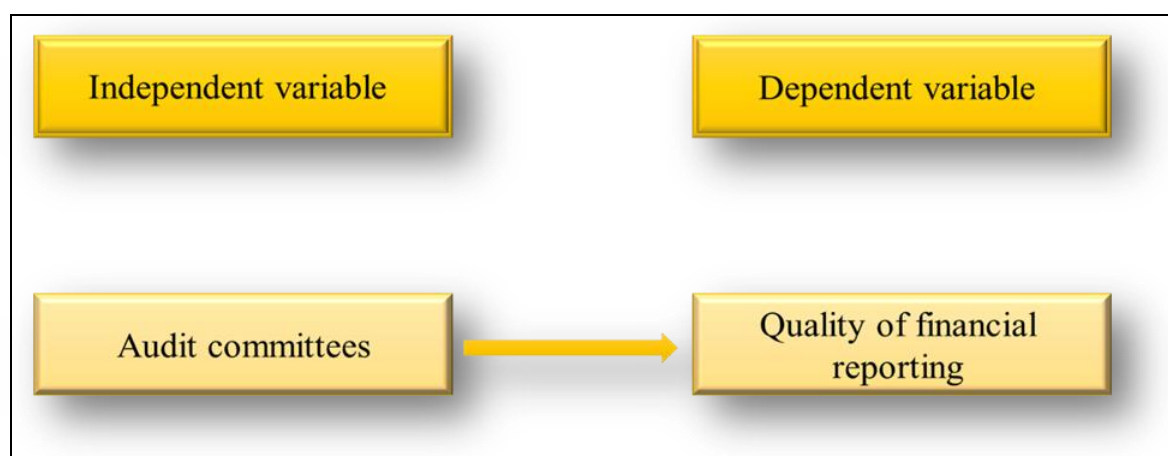 Independent variable
Dependent variable
Audit committees
Quality of financial
reporting